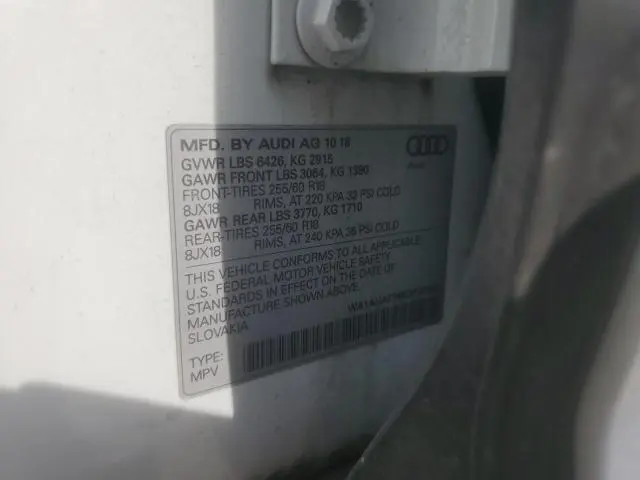 MFD. BY AUDI AG 10 18
GVWR LBS 6426, KG 2915
GAWR FRONT LBS 3064, KG 1390
FRONT-TIRES 255/60 R18
8JX18 RIMS, AT 220 KPA 32 PSI COLD
GAWR REAR LBS 3770, KG 1710
REAR-TIRES 255/60 R18
8JX18 RIMS, AT 240 KPA 35 PSI COLD
THIS VEHICLE CONFORMS TO ALL APPLICABLE
U.S. FEDERAL MOTOR VEHICLE SAFETY
STANDARDS IN EFFECT ON THE DATE OF
MANUFACTURE SHOWN ABOVE
SLOVAKIA
TYPE:
MPV